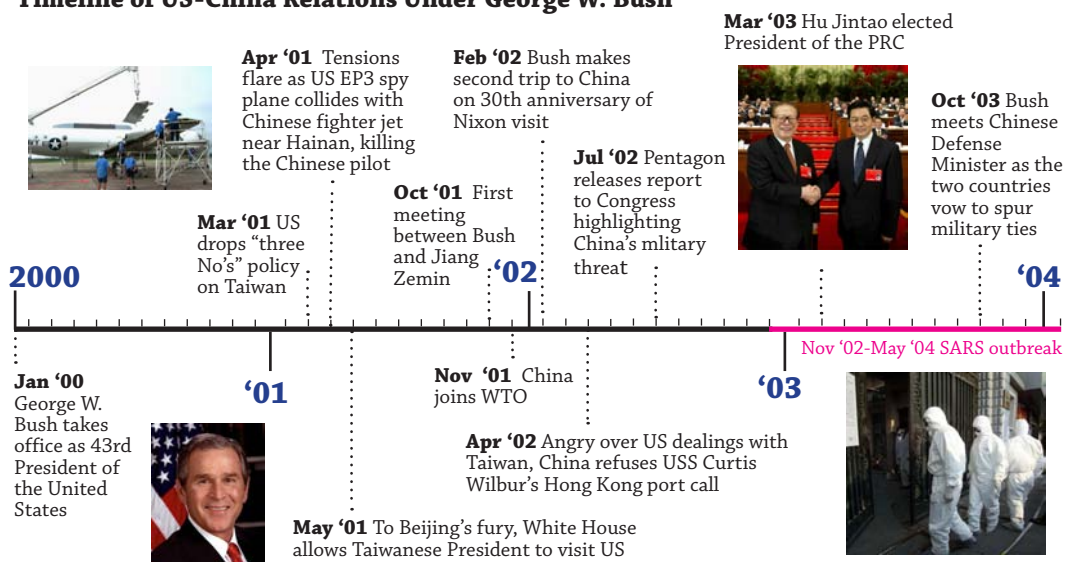 Timeline of US-China Relations Under George W. Bush
Mar ‘03 Hu Jintao elected
President of the PRC
Apr ‘01 Tensions
flare as US EP3 spy
plane collides with
Chinese fighter jet
near Hainan, killing
the Chinese pilot
Feb ‘02 Bush makes
second trip to China
on 30th anniversary of
Nixon visit
Oct ‘03 Bush
meets Chinese
Defense
Minister as the
two countries
vow to spur
military ties
Jul ‘02 Pentagon
releases report
to Congress
highlighting
China’s mlitary
threat
Oct ‘01 First
meeting
between Bush
and Jiang
Zemin
Mar ‘01 US
drops “three
No’s” policy
on Taiwan
2000
‘02
‘04
Nov ‘02-May ‘04 SARS outbreak
‘01
‘03
Jan ‘00
George W.
Bush takes
office as 43rd
President of
the United
States
Nov ‘01 China
joins WTO
Apr ‘02 Angry over US dealings with
Taiwan, China refuses USS Curtis
Wilbur’s Hong Kong port call
May ‘01 To Beijing’s fury, White House
allows Taiwanese President to visit US